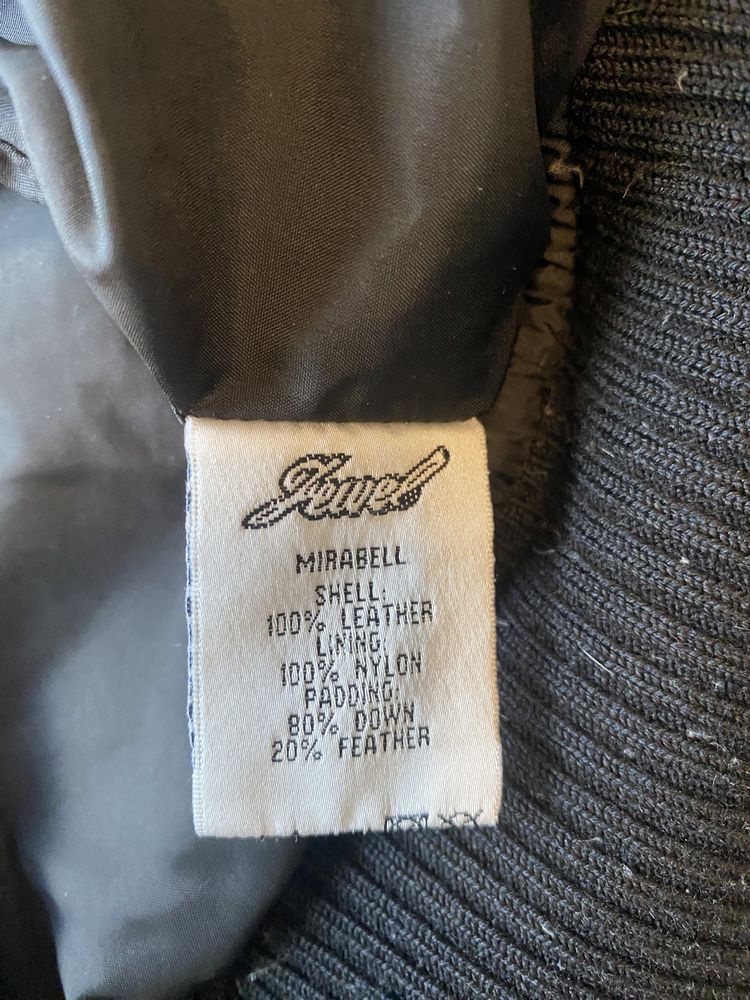 Jewel
MIRABELL
SHELL:
100% LEATHER
LINING:
100% NYLON
PADDING:
80% DOWN
20% FEATHER